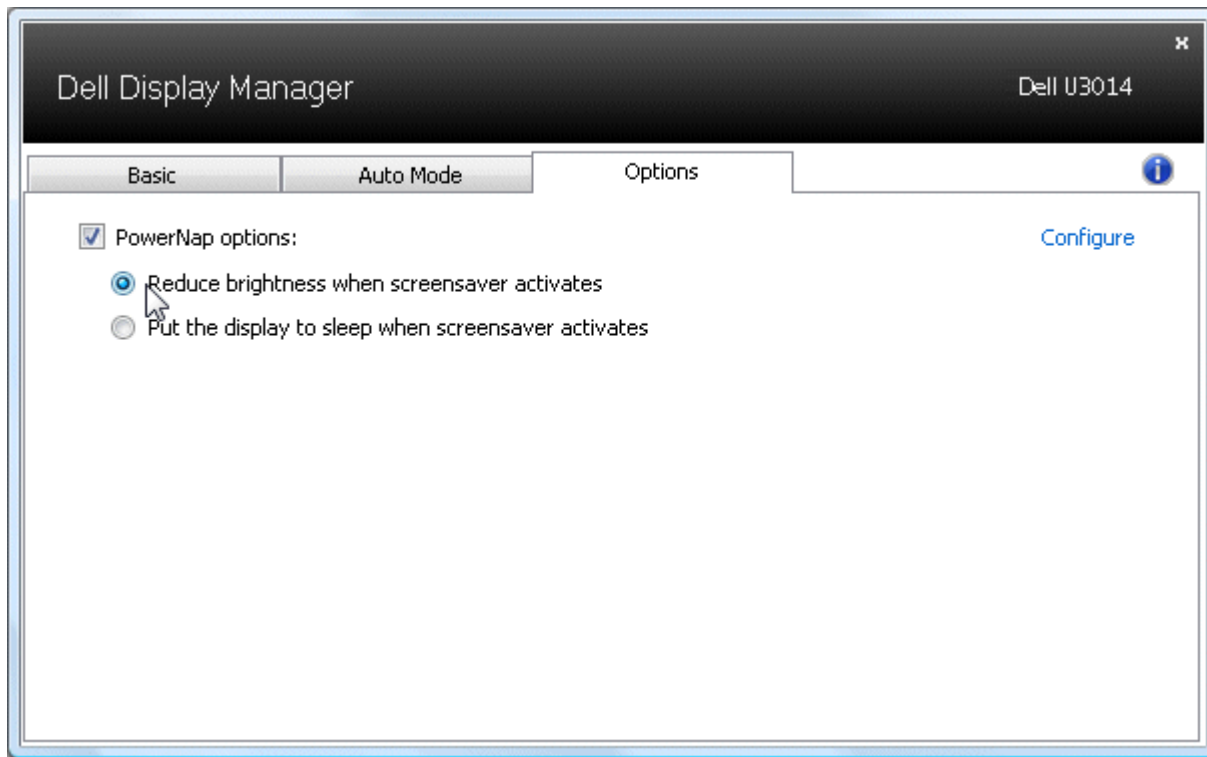 Dell Display Manager
Dell U3014
Basic
Auto Mode
Options
PowerNap options:
Configure
Reduce brightness when screensaver activates
Put the display to sleep when screensaver activates